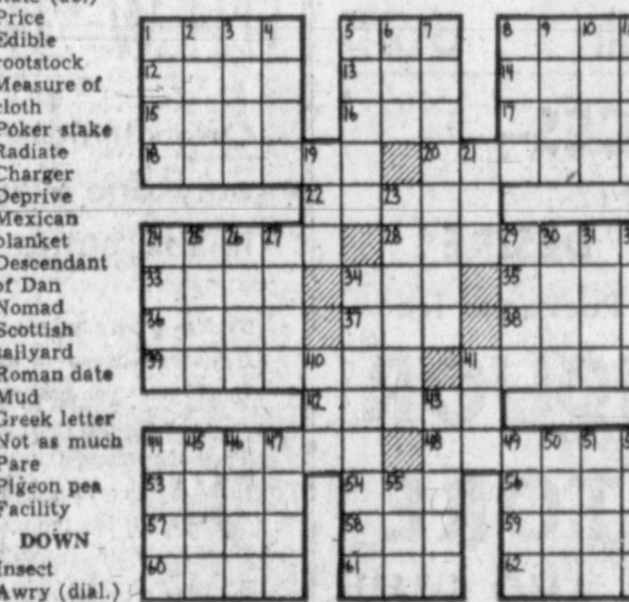 Price
Edible
rootstock
Measure of
cloth
Poker stake
Radiate
Charger
Deprive
Mexican
blanket
Descendant
of Dan
Nomad
Scottish
tailyard
Roman date
Mud
Greek letter
Not as much
Pare
Pigeon pea
Facility
DOWN
Insect
Awry (dial.)
1 2 3 4 5 6 7 8 9 10
12 13 14
15 16 17
18 19 20 21
22 23
24 25 26 27 28 29 30 31
33 34 35
36 37 38
39 40 41
42 43
44 45 46 47 48 49 50 51
53 54 55 56
57 58 59
60 61 62